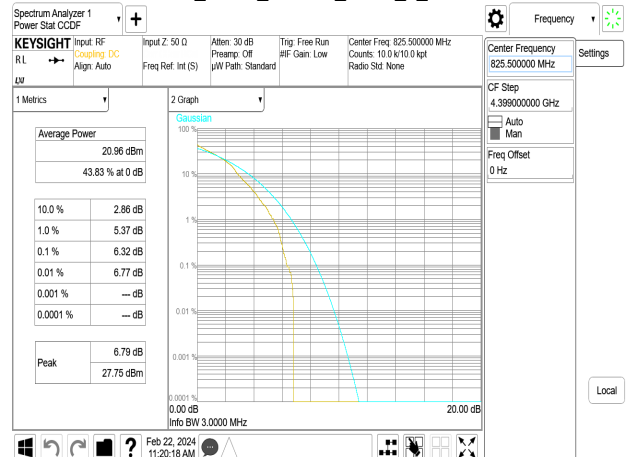 Spectrum Analyzer 1
Power Stat CCDF
Frequency
KEYSIGHT
Input: RF
Input Z: 50 Ω
Atten: 30 dB
Trig: Free Run
Center Freq: 825.500000 MHz
Coupling: DC
Preamp: Off
#IF Gain: Low
Counts: 10.0 k/10.0 kpt
R L
Align: Auto
Freq Ref: Int (S)
µW Path: Standard
Radio Std: None
Center Frequency
825.500000 MHz
Settings
CF Step
4.399000000 GHz
Auto
Man
Freq Offset
0 Hz
Local
1 Metrics
Average Power
20.96 dBm
43.83 % at 0 dB
10.0 % 2.86 dB
1.0 % 5.37 dB
0.1 % 6.32 dB
0.01 % 6.77 dB
0.001 % --- dB
0.0001 % --- dB
Peak
6.79 dB
27.75 dBm
2 Graph
Gaussian
100 %
10 %
1 %
0.1 %
0.01 %
0.001 %
0.0001 %
0.00 dB 20.00 dB
Info BW 3.0000 MHz
Feb 22, 2024
11:20:18 AM